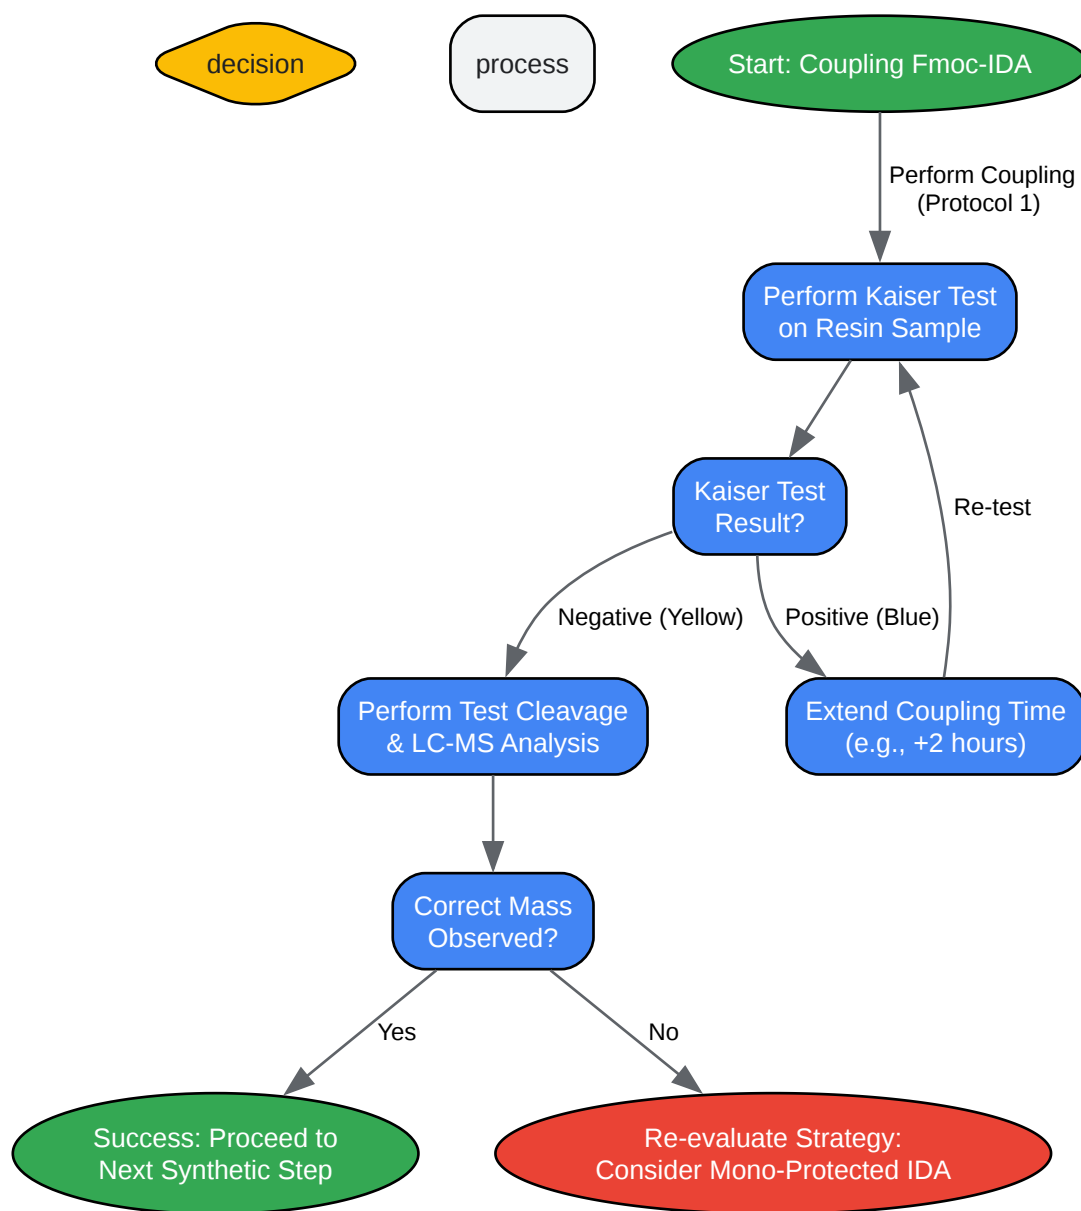 decision
process
Start: Coupling Fmoc-IDA
Perform Coupling
(Protocol 1)
Perform Kaiser Test
on Resin Sample
Kaiser Test
Result?
Re-test
Negative (Yellow)
Positive (Blue)
Perform Test Cleavage
& LC-MS Analysis
Extend Coupling Time
(e.g., +2 hours)
Correct Mass
Observed?
Yes
No
Success: Proceed to
Next Synthetic Step
Re-evaluate Strategy:
Consider Mono-Protected IDA